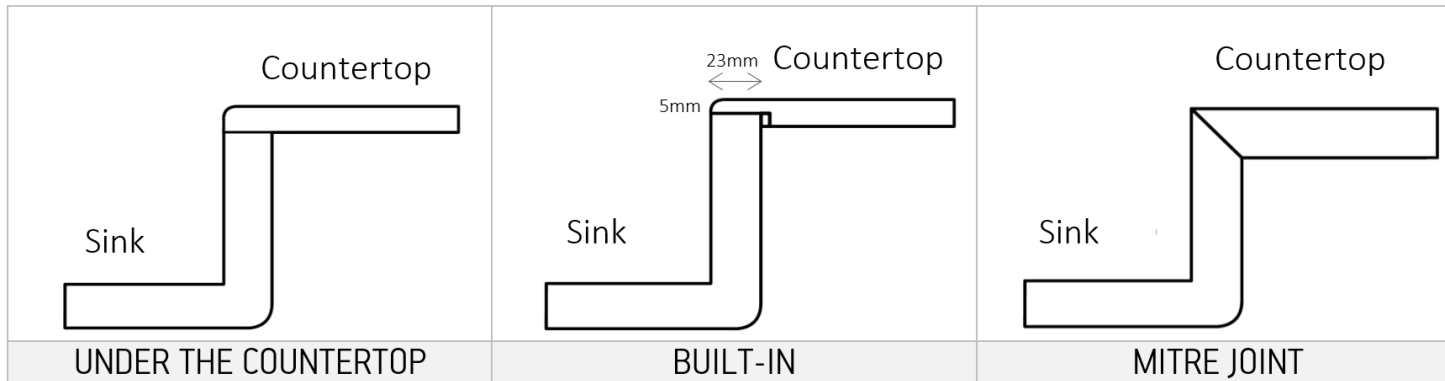 Countertop
Sink
UNDER THE COUNTERTOP
23mm
Countertop
5mm
Sink
BUILT-IN
Countertop
Sink
MITRE JOINT